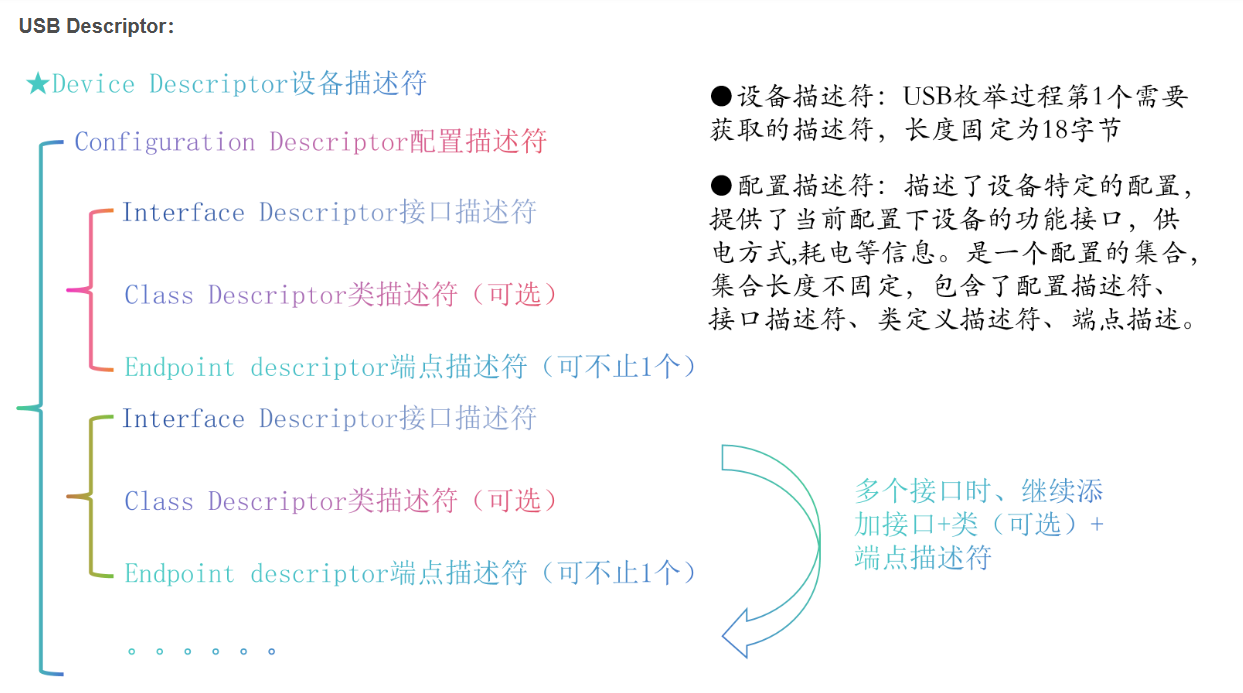 USB Descriptor:
★Device Descriptor设备描述符
Configuration Descriptor配置描述符
Interface Descriptor接口描述符
Class Descriptor类描述符（可选）
Endpoint descriptor端点描述符（可不止1个）
Interface Descriptor接口描述符
Class Descriptor类描述符（可选）
Endpoint descriptor端点描述符（可不止1个）
。。。。。。
●设备描述符：USB枚举过程第1个需要
获取的描述符，长度固定为18字节
●配置描述符：描述了设备特定的配置，
提供了当前配置下设备的功能接口，供
电方式,耗电等信息。是一个配置的集合，
集合长度不固定，包含了配置描述符、
接口描述符、类定义描述符、端点描述。
多个接口时、继续添
加接口+类（可选）+
端点描述符